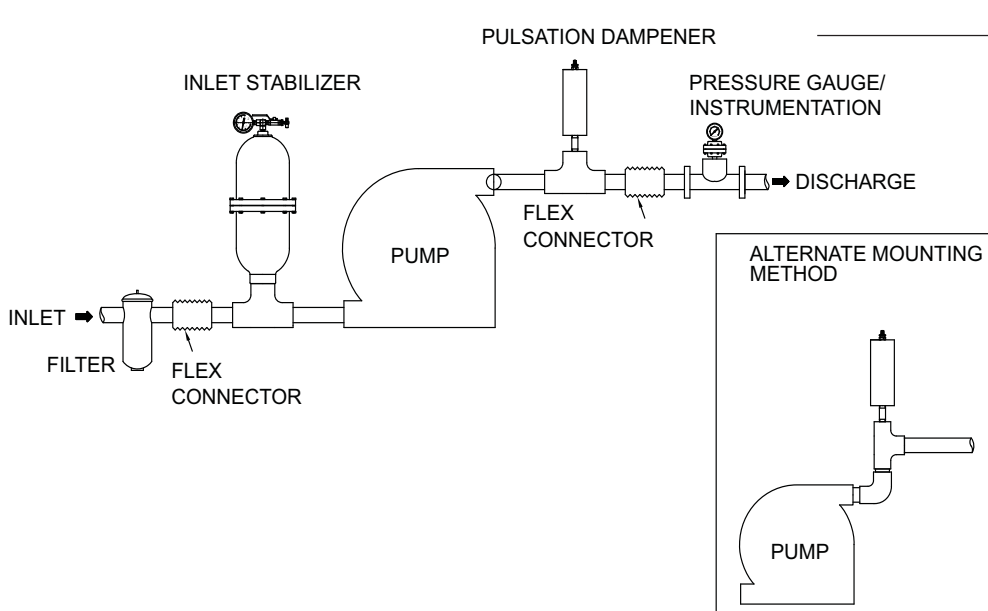 PULSATION DAMPENER
INLET STABILIZER
PRESSURE GAUGE/
INSTRUMENTATION
DISCHARGE
FLEX
CONNECTOR
PUMP
INLET
FILTER
FLEX
CONNECTOR
ALTERNATE MOUNTING
METHOD
PUMP